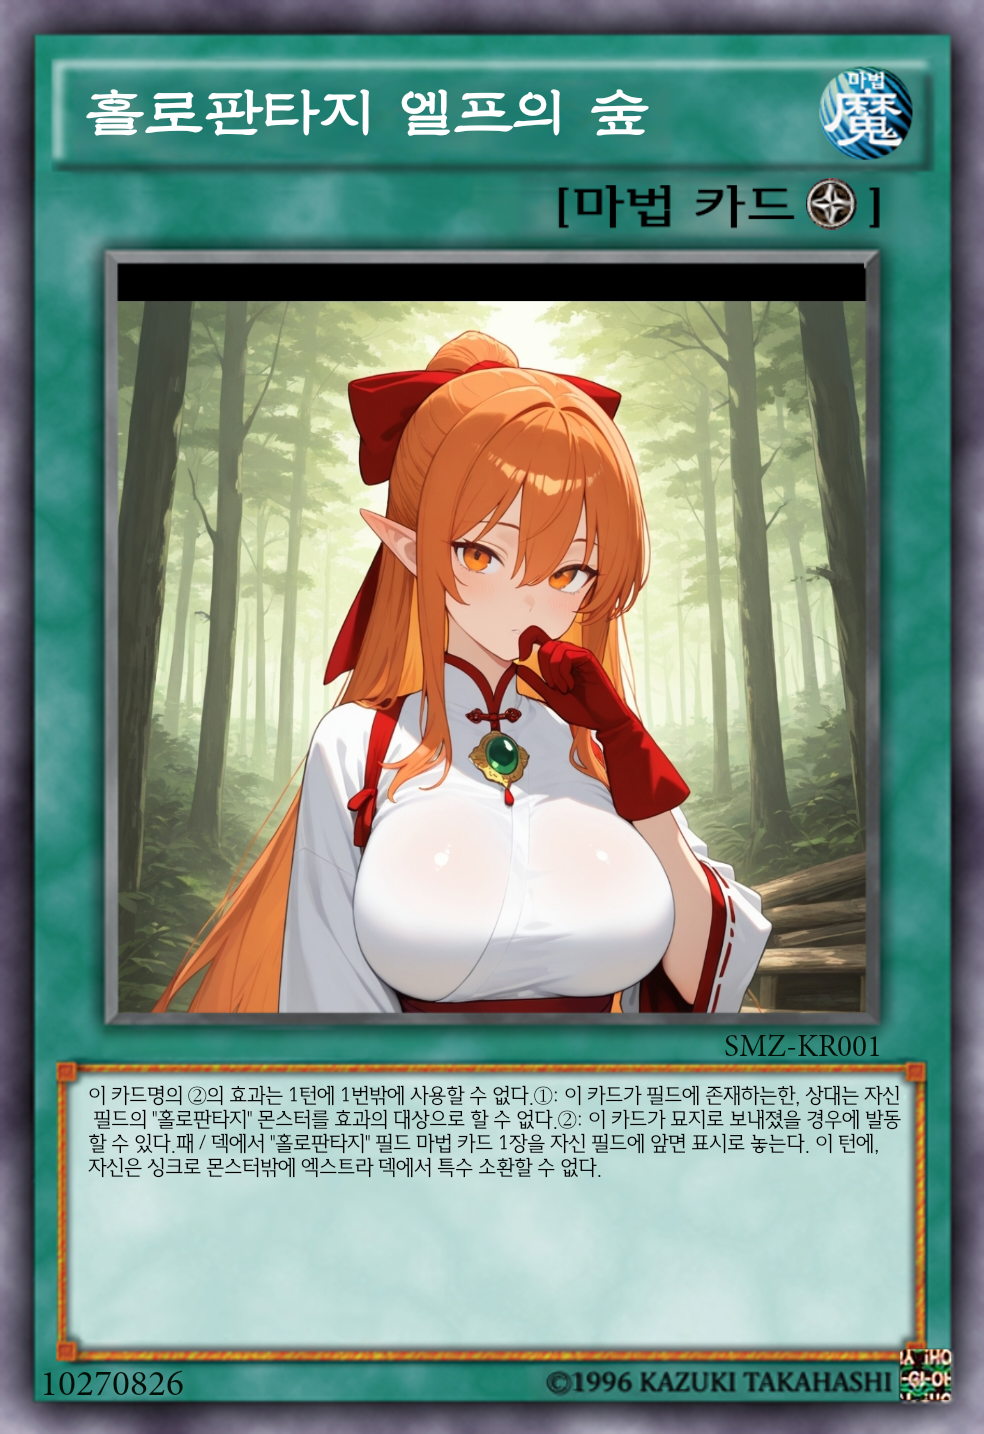 홀로판타지 엘프의 숲
마법
魔
[마법 카드 ]
SMZ-KR001
이 카드명의 ②의 효과는 1턴에 1번밖에 사용할 수 없다.①: 이 카드가 필드에 존재하는한, 상대는 자신
필드의 "홀로판타지" 몬스터를 효과의 대상으로 할 수 없다.②: 이 카드가 묘지로 보내졌을 경우에 발동
할 수 있다.패 / 덱에서 "홀로판타지" 필드 마법 카드 1장을 자신 필드에 앞면 표시로 놓는다. 이 턴에,
자신은 싱크로 몬스터밖에 엑스트라 덱에서 특수 소환할 수 없다.
10270826
©1996 KAZUKI TAKAHASHI